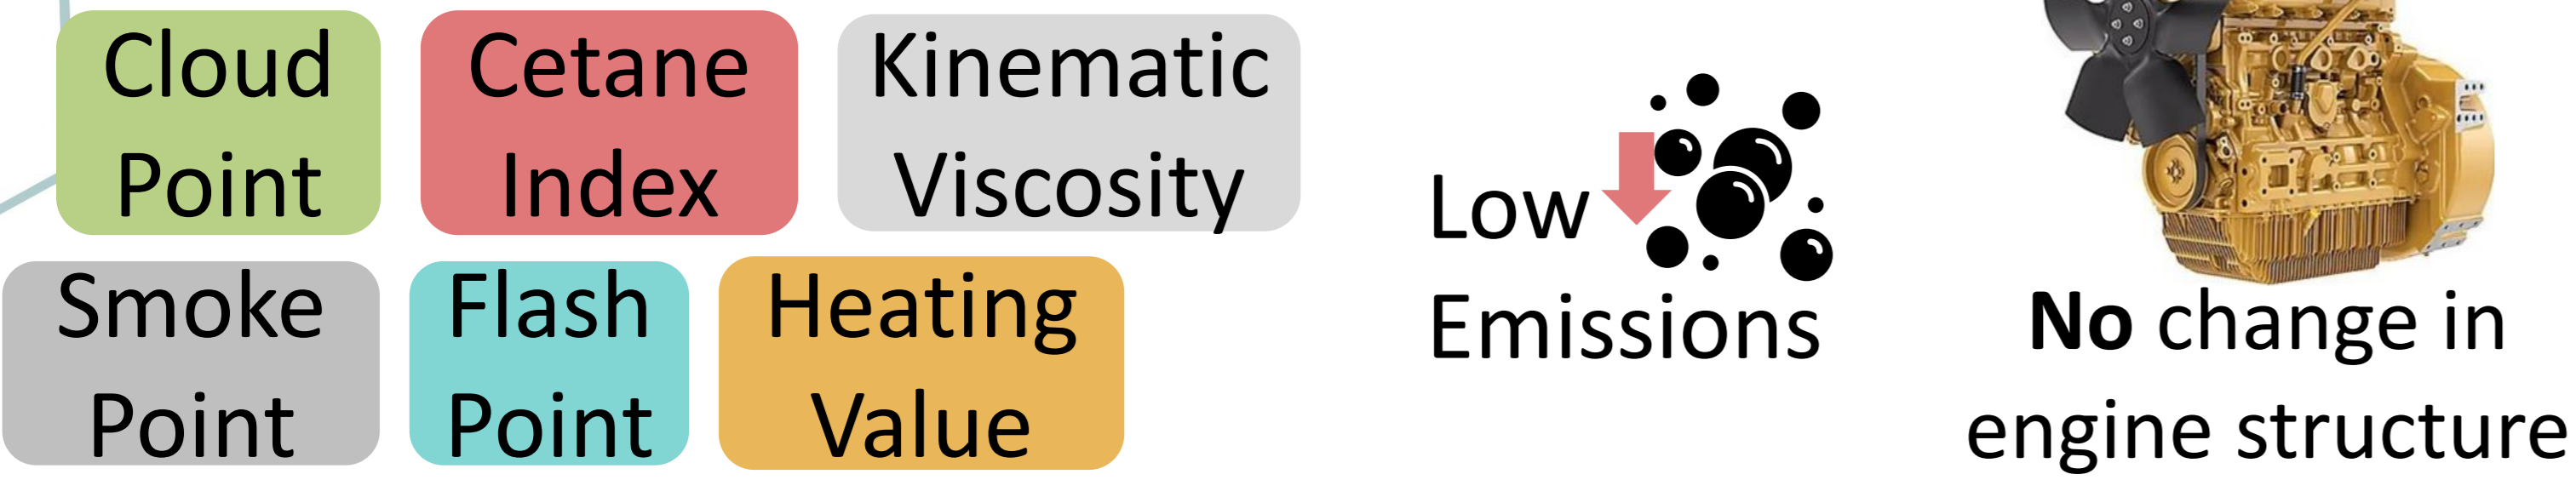 Cloud
Point
Cetane
Index
Kinematic
Viscosity
Smoke
Point
Flash
Point
Heating
Value
Low
Emissions
No change in
engine structure